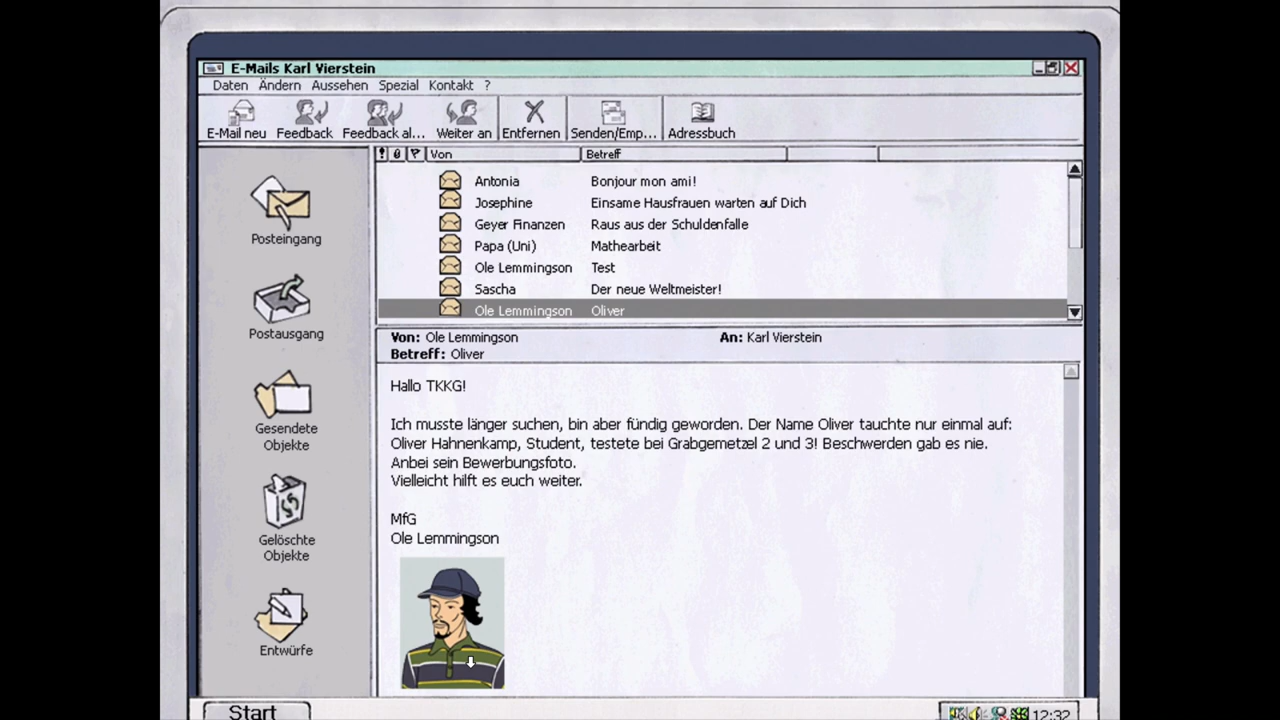 E-Mails Karl Vierstein
Daten Ändern Aussehen Spezial Kontakt ?
E-Mail neu Feedback Feedback al... Weiter an Entfernen Senden/Emp... Adressbuch
! Von Betreff
Antonia Bonjour mon ami!
Josephine Einsame Hausfrauen warten auf Dich
Geyer Finanzen Raus aus der Schuldenfalle
Papa (Uni) Mathearbeit
Ole Lemmingson Test
Sascha Der neue Weltmeister!
Ole Lemmingson Oliver
Posteingang
Postausgang
Gesendete
Objekte
Gelöschte
Objekte
Entwürfe
Von: Ole Lemmingson An: Karl Vierstein
Betreff: Oliver
Hallo TKKG!
Ich musste länger suchen, bin aber fündig geworden. Der Name Oliver tauchte nur einmal auf:
Oliver Hahnenkamp, Student, testete bei Grabgemetzel 2 und 3! Beschwerden gab es nie.
Anbei sein Bewerbungsfoto.
Vielleicht hilft es euch weiter.
MfG
Ole Lemmingson
Start 12:32